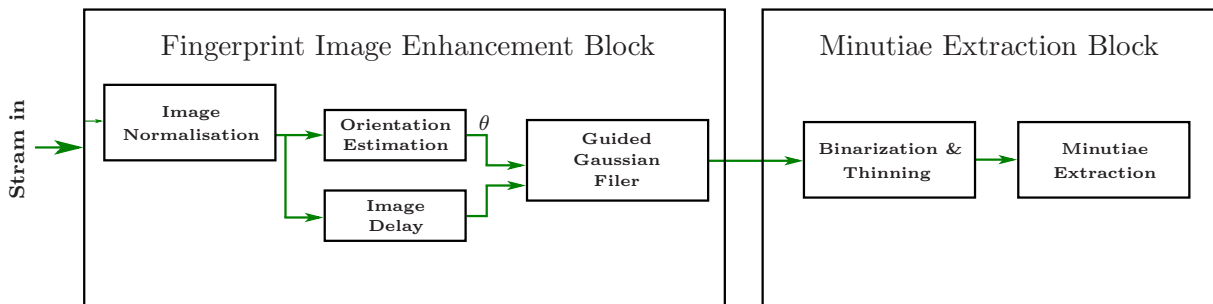 Fingerprint Image Enhancement Block
Minutiae Extraction Block
Stram in
Image
Normalisation
Orientation
Estimation
θ
Image
Delay
Guided
Gaussian
Filer
Binarization &
Thinning
Minutiae
Extraction